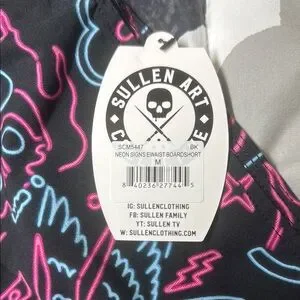 SULLEN ART
SCM5447 BK
NEON SIGNS EWAIST BOARDSHORT
M
8 40236 27744 5
IG: SULLENCLOTHING
FB: SULLEN FAMILY
YT: SULLEN TV
W: SULLENCLOTHING.COM